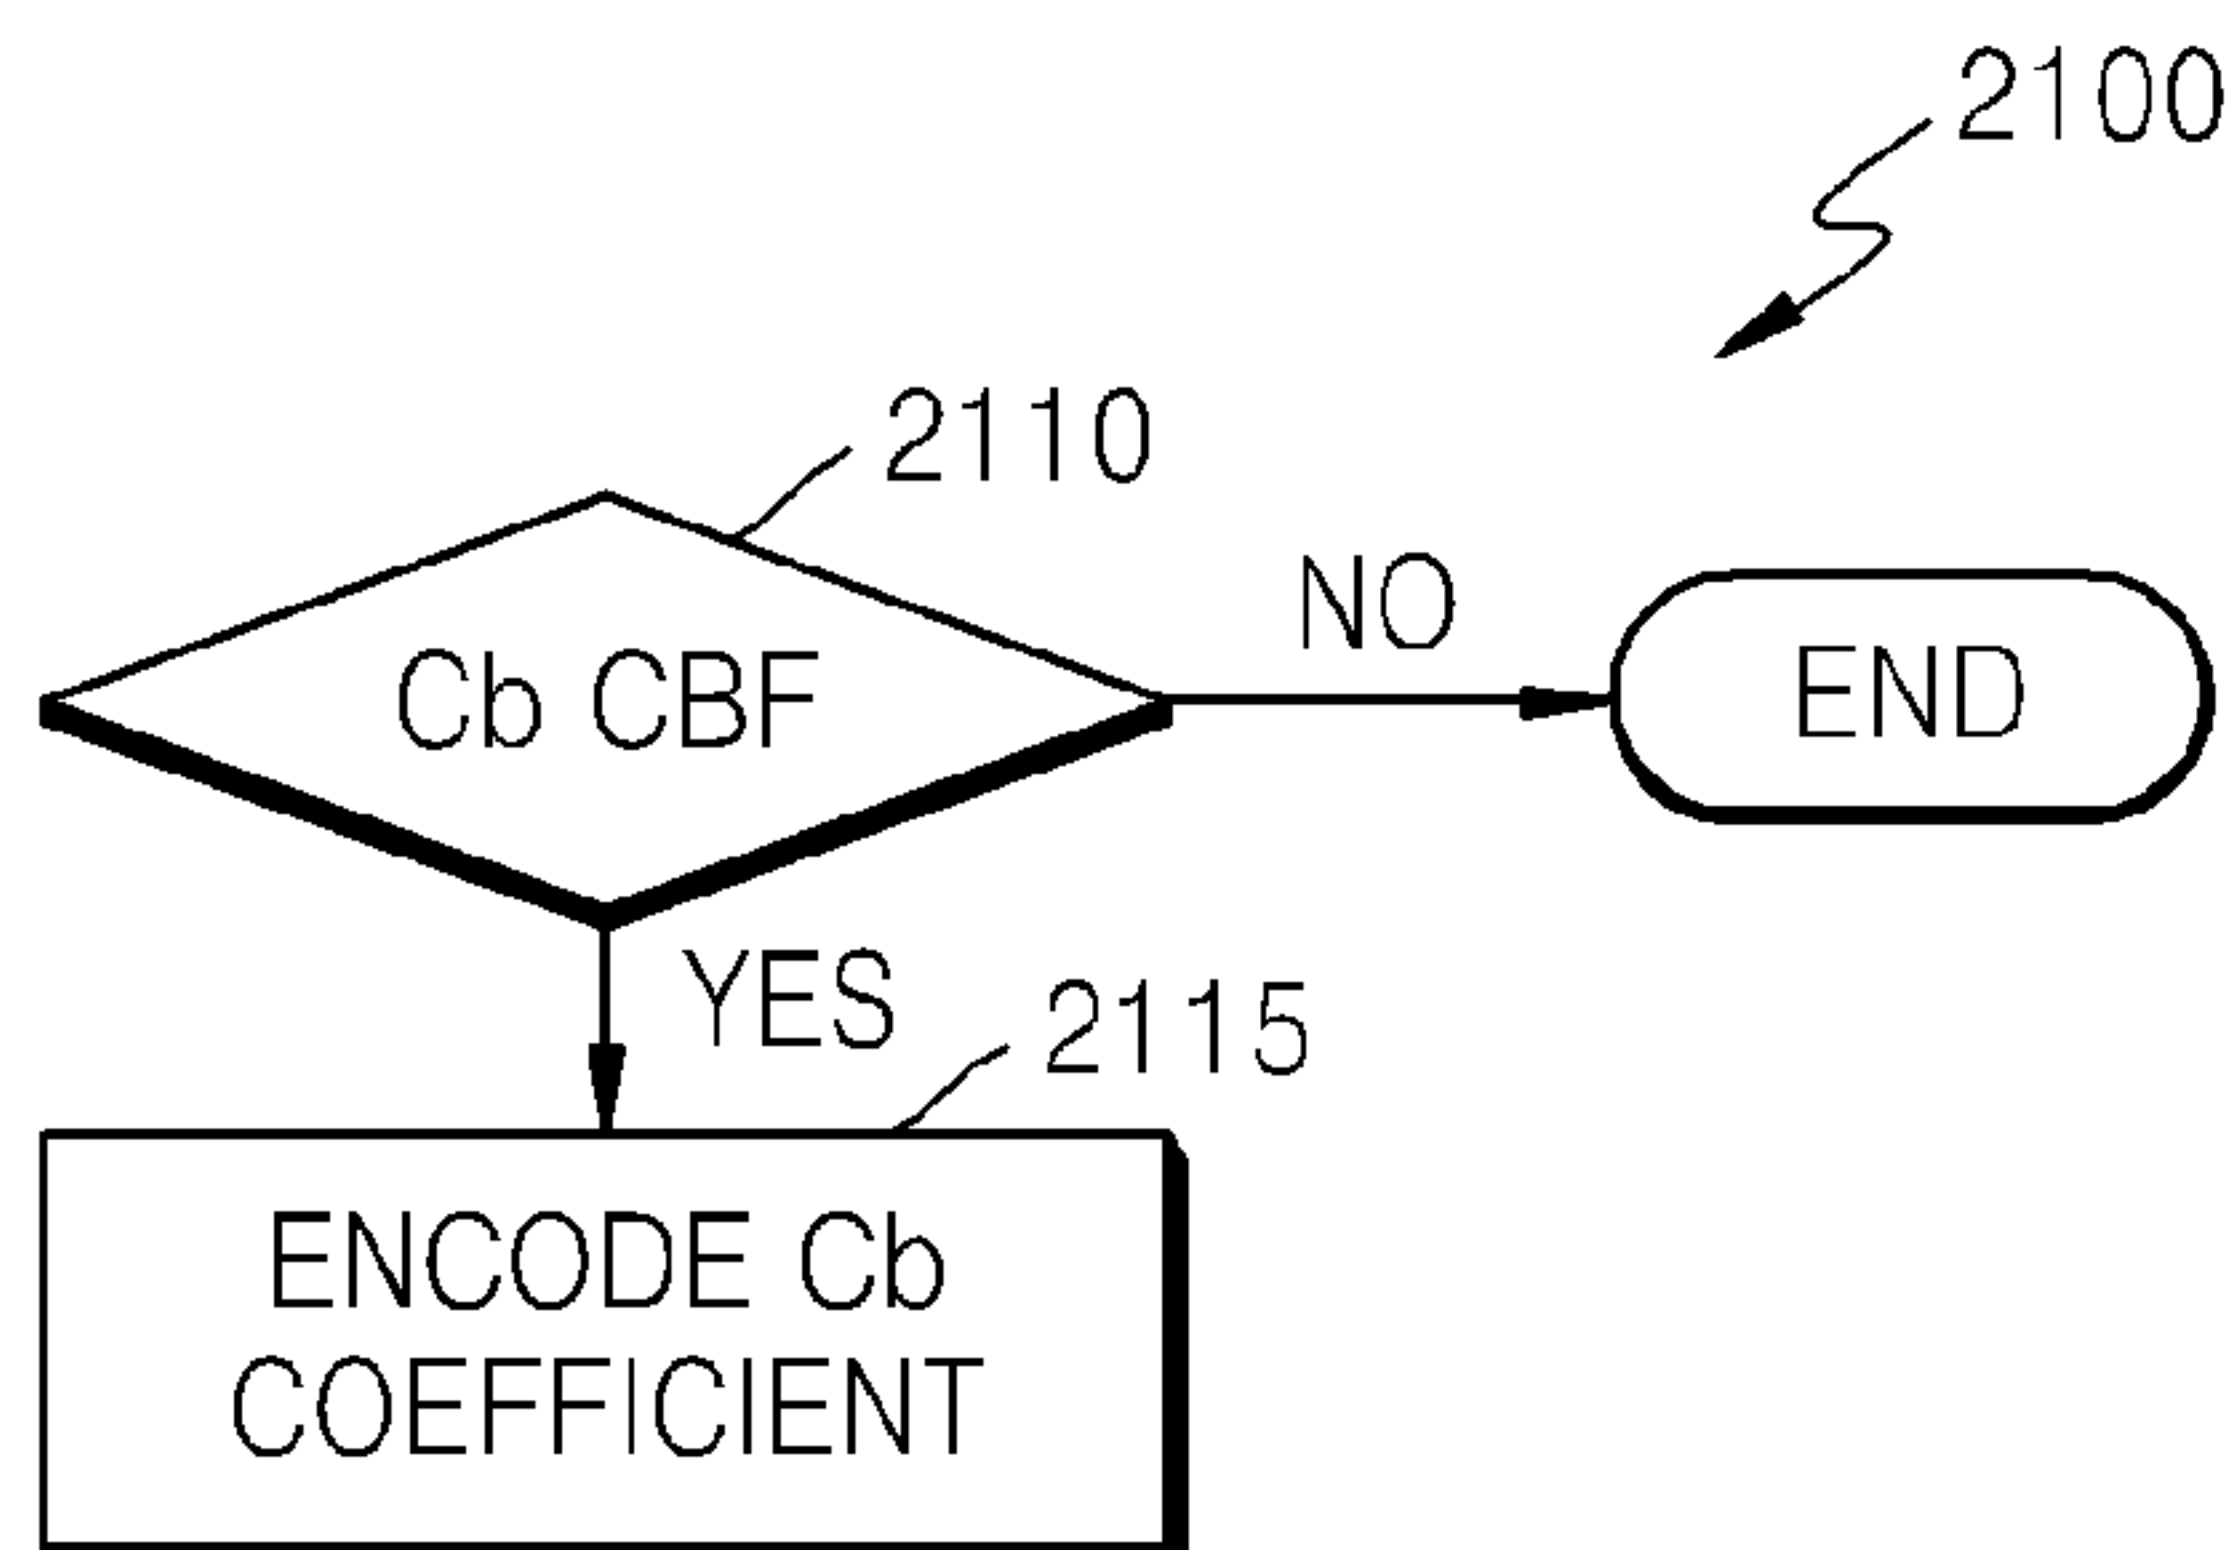 2100
2110
Cb CBF
NO
END
YES
2115
ENCODE Cb
COEFFICIENT